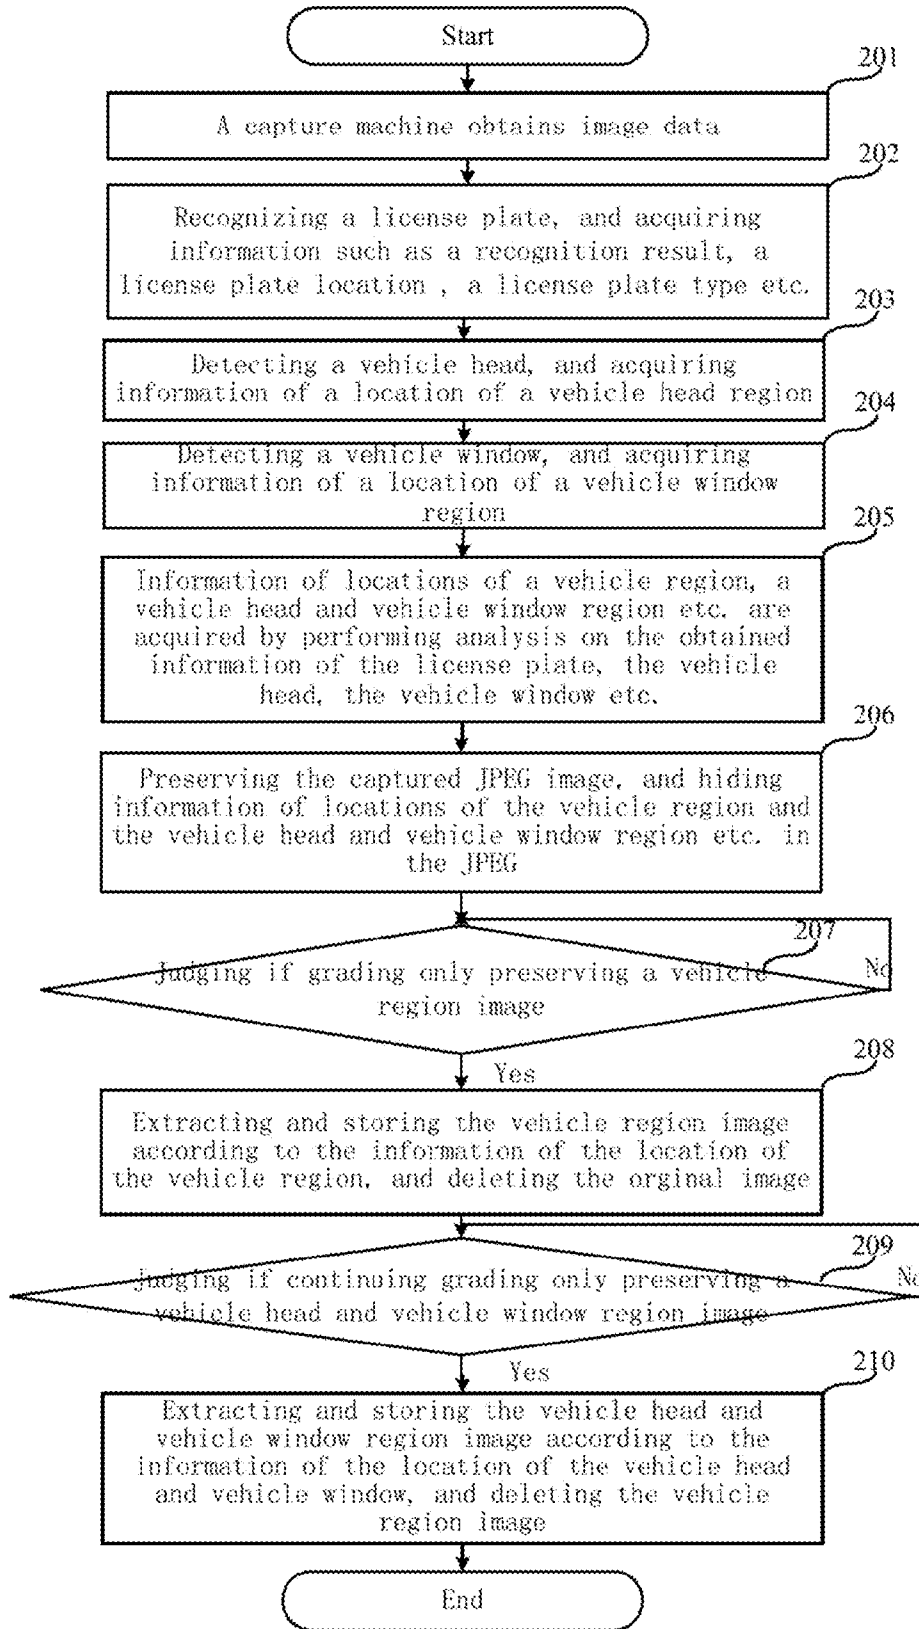 Start
201
A capture machine obtains image data
202
Recognizing a license plate, and acquiring
information such as a recognition result, a
license plate location , a license plate type etc.
203
Detecting a vehicle head, and acquiring
information of a location of a vehicle head region
204
Detecting a vehicle window, and acquiring
information of a location of a vehicle window
region
205
Information of locations of a vehicle region, a
vehicle head and vehicle window region etc. are
acquired by performing analysis on the obtained
information of the license plate, the vehicle
head, the vehicle window etc.
206
Preserving the captured JPEG image, and hiding
information of locations of the vehicle region and
the vehicle head and vehicle window region etc. in
the JPEG
207
Judging if grading only preserving a vehicle
region image
No
Yes
208
Extracting and storing the vehicle region image
according to the information of the location of
the vehicle region, and deleting the orginal image
209
Judging if continuing grading only preserving a
vehicle head and vehicle window region image
No
Yes
210
Extracting and storing the vehicle head and
vehicle window region image according to the
information of the location of the vehicle head
and vehicle window, and deleting the vehicle
region image
End